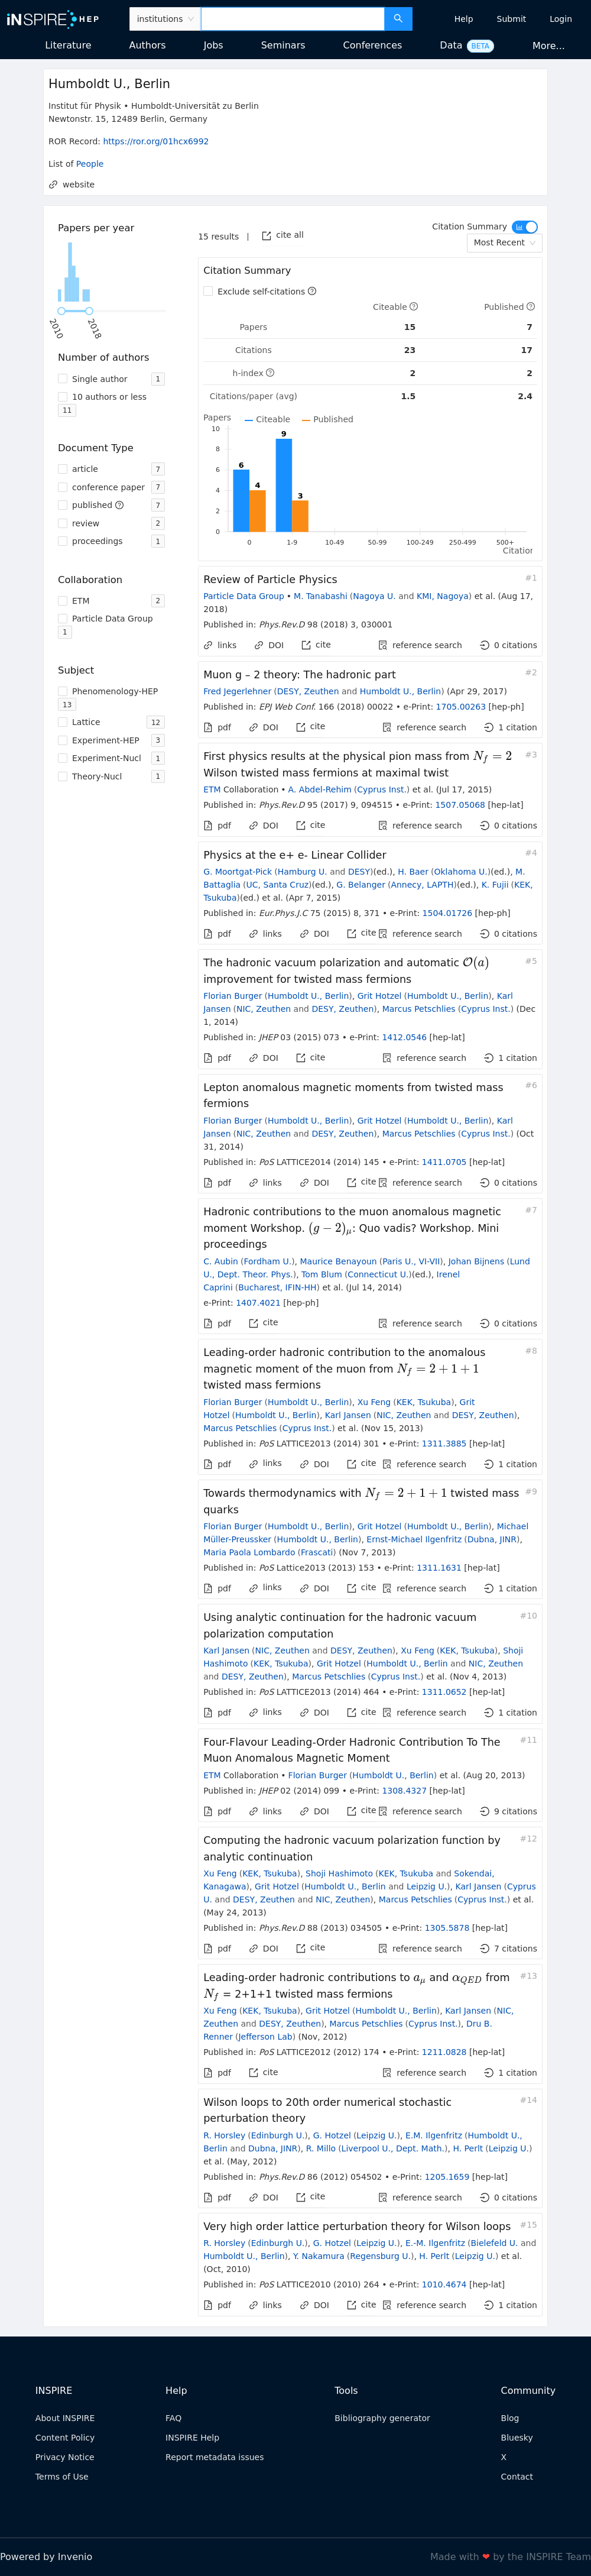 INSPIRE HEP
institutions
Help Submit Login
Literature Authors Jobs Seminars Conferences Data BETA More...
Humboldt U., Berlin
Institut für Physik • Humboldt-Universität zu Berlin
Newtonstr. 15, 12489 Berlin, Germany
ROR Record: https://ror.org/01hcx6992
List of People
website
Papers per year
2010 2018
Number of authors
Single author 1
10 authors or less
11
Document Type
article 7
conference paper 7
published 7
review 2
proceedings 1
Collaboration
ETM 2
Particle Data Group
1
Subject
Phenomenology-HEP
13
Lattice 12
Experiment-HEP 3
Experiment-Nucl 1
Theory-Nucl 1
15 results | cite all
Citation Summary
Most Recent
Citation Summary
Exclude self-citations
Citeable Published
Papers 15 7
Citations 23 17
h-index 2 2
Citations/paper (avg) 1.5 2.4
Papers Citeable Published
10
8
6
4
2
0
6 4 9 3
0 1-9 10-49 50-99 100-249 250-499 500+
Citation
Review of Particle Physics #1
Particle Data Group • M. Tanabashi (Nagoya U. and KMI, Nagoya) et al. (Aug 17,
2018)
Published in: Phys.Rev.D 98 (2018) 3, 030001
links DOI cite reference search 0 citations
Muon g – 2 theory: The hadronic part #2
Fred Jegerlehner (DESY, Zeuthen and Humboldt U., Berlin) (Apr 29, 2017)
Published in: EPJ Web Conf. 166 (2018) 00022 • e-Print: 1705.00263 [hep-ph]
pdf DOI cite reference search 1 citation
First physics results at the physical pion mass from N_f = 2 #3
Wilson twisted mass fermions at maximal twist
ETM Collaboration • A. Abdel-Rehim (Cyprus Inst.) et al. (Jul 17, 2015)
Published in: Phys.Rev.D 95 (2017) 9, 094515 • e-Print: 1507.05068 [hep-lat]
pdf DOI cite reference search 0 citations
Physics at the e+ e- Linear Collider #4
G. Moortgat-Pick (Hamburg U. and DESY)(ed.), H. Baer (Oklahoma U.)(ed.), M.
Battaglia (UC, Santa Cruz)(ed.), G. Belanger (Annecy, LAPTH)(ed.), K. Fujii (KEK,
Tsukuba)(ed.) et al. (Apr 7, 2015)
Published in: Eur.Phys.J.C 75 (2015) 8, 371 • e-Print: 1504.01726 [hep-ph]
pdf links DOI cite reference search 0 citations
The hadronic vacuum polarization and automatic O(a) #5
improvement for twisted mass fermions
Florian Burger (Humboldt U., Berlin), Grit Hotzel (Humboldt U., Berlin), Karl
Jansen (NIC, Zeuthen and DESY, Zeuthen), Marcus Petschlies (Cyprus Inst.) (Dec
1, 2014)
Published in: JHEP 03 (2015) 073 • e-Print: 1412.0546 [hep-lat]
pdf links DOI cite reference search 1 citation
Lepton anomalous magnetic moments from twisted mass #6
fermions
Florian Burger (Humboldt U., Berlin), Grit Hotzel (Humboldt U., Berlin), Karl
Jansen (NIC, Zeuthen and DESY, Zeuthen), Marcus Petschlies (Cyprus Inst.) (Oct
31, 2014)
Published in: PoS LATTICE2014 (2014) 145 • e-Print: 1411.0705 [hep-lat]
pdf links DOI cite reference search 0 citations
Hadronic contributions to the muon anomalous magnetic #7
moment Workshop. (g − 2)_μ: Quo vadis? Workshop. Mini
proceedings
C. Aubin (Fordham U.), Maurice Benayoun (Paris U., VI-VII), Johan Bijnens (Lund
U., Dept. Theor. Phys.), Tom Blum (Connecticut U.)(ed.), Irenel
Caprini (Bucharest, IFIN-HH) et al. (Jul 14, 2014)
e-Print: 1407.4021 [hep-ph]
pdf cite reference search 0 citations
Leading-order hadronic contribution to the anomalous #8
magnetic moment of the muon from N_f = 2 + 1 + 1
twisted mass fermions
Florian Burger (Humboldt U., Berlin), Xu Feng (KEK, Tsukuba), Grit
Hotzel (Humboldt U., Berlin), Karl Jansen (NIC, Zeuthen and DESY, Zeuthen),
Marcus Petschlies (Cyprus Inst.) et al. (Nov 15, 2013)
Published in: PoS LATTICE2013 (2014) 301 • e-Print: 1311.3885 [hep-lat]
pdf links DOI cite reference search 1 citation
Towards thermodynamics with N_f = 2 + 1 + 1 twisted mass #9
quarks
Florian Burger (Humboldt U., Berlin), Grit Hotzel (Humboldt U., Berlin), Michael
Müller-Preussker (Humboldt U., Berlin), Ernst-Michael Ilgenfritz (Dubna, JINR),
Maria Paola Lombardo (Frascati) (Nov 7, 2013)
Published in: PoS Lattice2013 (2013) 153 • e-Print: 1311.1631 [hep-lat]
pdf links DOI cite reference search 1 citation
Using analytic continuation for the hadronic vacuum #10
polarization computation
Karl Jansen (NIC, Zeuthen and DESY, Zeuthen), Xu Feng (KEK, Tsukuba), Shoji
Hashimoto (KEK, Tsukuba), Grit Hotzel (Humboldt U., Berlin and NIC, Zeuthen
and DESY, Zeuthen), Marcus Petschlies (Cyprus Inst.) et al. (Nov 4, 2013)
Published in: PoS LATTICE2013 (2014) 464 • e-Print: 1311.0652 [hep-lat]
pdf links DOI cite reference search 1 citation
Four-Flavour Leading-Order Hadronic Contribution To The #11
Muon Anomalous Magnetic Moment
ETM Collaboration • Florian Burger (Humboldt U., Berlin) et al. (Aug 20, 2013)
Published in: JHEP 02 (2014) 099 • e-Print: 1308.4327 [hep-lat]
pdf links DOI cite reference search 9 citations
Computing the hadronic vacuum polarization function by #12
analytic continuation
Xu Feng (KEK, Tsukuba), Shoji Hashimoto (KEK, Tsukuba and Sokendai,
Kanagawa), Grit Hotzel (Humboldt U., Berlin and Leipzig U.), Karl Jansen (Cyprus
U. and DESY, Zeuthen and NIC, Zeuthen), Marcus Petschlies (Cyprus Inst.) et al.
(May 24, 2013)
Published in: Phys.Rev.D 88 (2013) 034505 • e-Print: 1305.5878 [hep-lat]
pdf DOI cite reference search 7 citations
Leading-order hadronic contributions to a_μ and α_QED from #13
N_f = 2+1+1 twisted mass fermions
Xu Feng (KEK, Tsukuba), Grit Hotzel (Humboldt U., Berlin), Karl Jansen (NIC,
Zeuthen and DESY, Zeuthen), Marcus Petschlies (Cyprus Inst.), Dru B.
Renner (Jefferson Lab) (Nov, 2012)
Published in: PoS LATTICE2012 (2012) 174 • e-Print: 1211.0828 [hep-lat]
pdf cite reference search 1 citation
Wilson loops to 20th order numerical stochastic #14
perturbation theory
R. Horsley (Edinburgh U.), G. Hotzel (Leipzig U.), E.M. Ilgenfritz (Humboldt U.,
Berlin and Dubna, JINR), R. Millo (Liverpool U., Dept. Math.), H. Perlt (Leipzig U.)
et al. (May, 2012)
Published in: Phys.Rev.D 86 (2012) 054502 • e-Print: 1205.1659 [hep-lat]
pdf DOI cite reference search 0 citations
Very high order lattice perturbation theory for Wilson loops #15
R. Horsley (Edinburgh U.), G. Hotzel (Leipzig U.), E.-M. Ilgenfritz (Bielefeld U. and
Humboldt U., Berlin), Y. Nakamura (Regensburg U.), H. Perlt (Leipzig U.) et al.
(Oct, 2010)
Published in: PoS LATTICE2010 (2010) 264 • e-Print: 1010.4674 [hep-lat]
pdf links DOI cite reference search 1 citation
INSPIRE Help Tools Community
About INSPIRE FAQ Bibliography generator Blog
Content Policy INSPIRE Help Bluesky
Privacy Notice Report metadata issues X
Terms of Use Contact
Powered by Invenio Made with ❤ by the INSPIRE Team